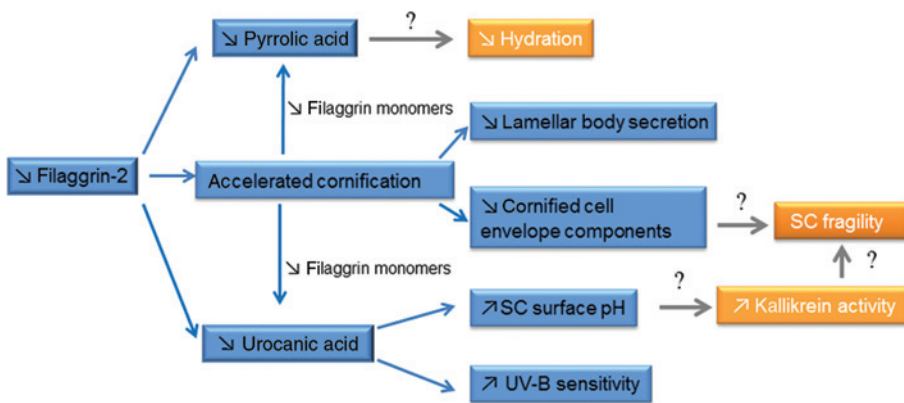 ?
↘ Pyrrolic acid
↘ Hydration
↘ Filaggrin monomers
↘ Lamellar body secretion
↘ Filaggrin-2
Accelerated cornification
↘ Cornified cell
envelope components
?
SC fragility
↘ Filaggrin monomers
?
?
↗ SC surface pH
↗ Kallikrein activity
↘ Urocanic acid
↗ UV-B sensitivity